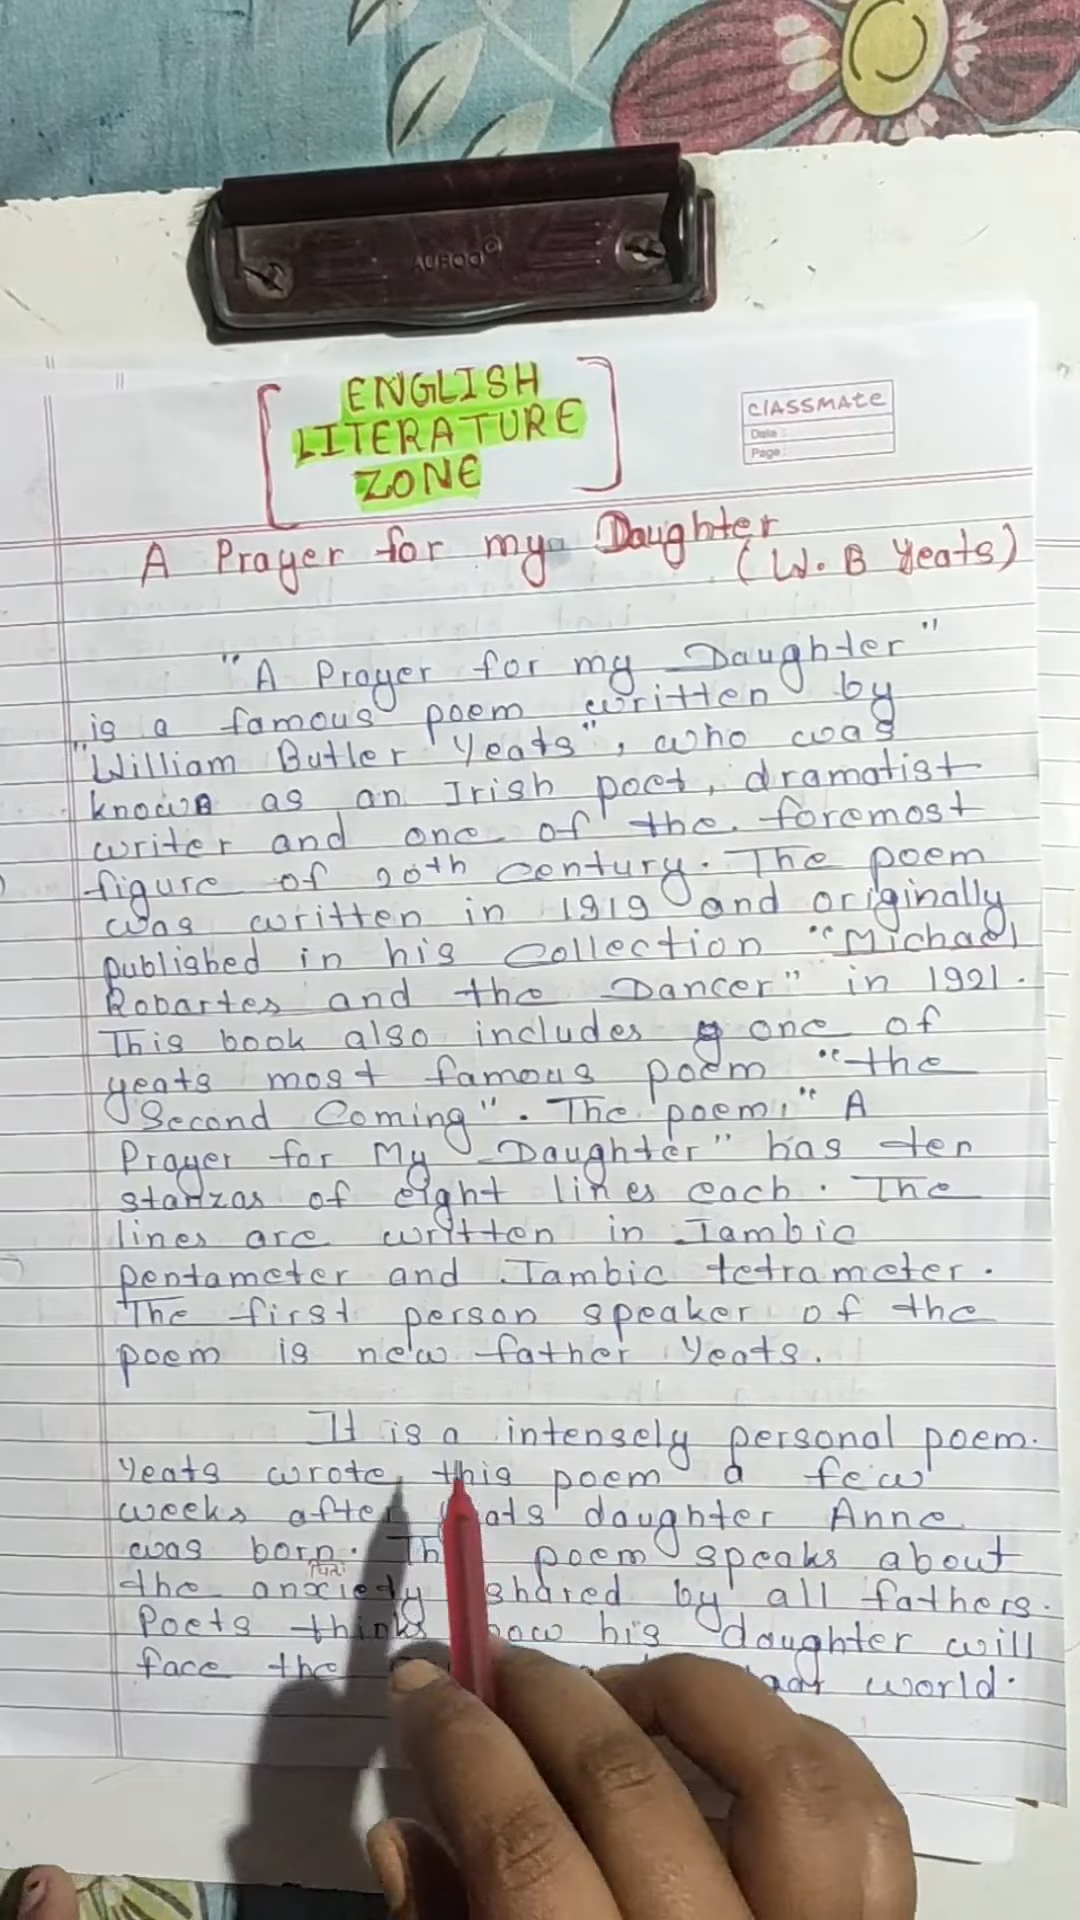 AUROO
ENGLISH
LITERATURE
ZONE
CLASSMATE
Date :
Page :
A Prayer for my Daughter
(W. B Yeats)
"A Prayer for my Daughter"
is a famous poem written by
"William Butler Yeats", who was
known as an Irish poet, dramatist
writer and one of the foremost
figure of 20th century. The poem
was written in 1919 and originally
published in his collection "Michael
Robartes and the Dancer" in 1921.
This book also includes one of
yeats most famous poem "the
Second Coming". The poem, "A
Prayer for My Daughter" has ten
stanzas of eight lines each. The
lines are written in Iambic
pentameter and Iambic tetrameter.
The first person speaker of the
poem is new father Yeats.
It is a intensely personal poem.
Yeats wrote this poem a few
weeks after daughter Anne
was born. poem speaks about
the anxiety shared by all fathers.
Poets thinks how his daughter will
face the world.